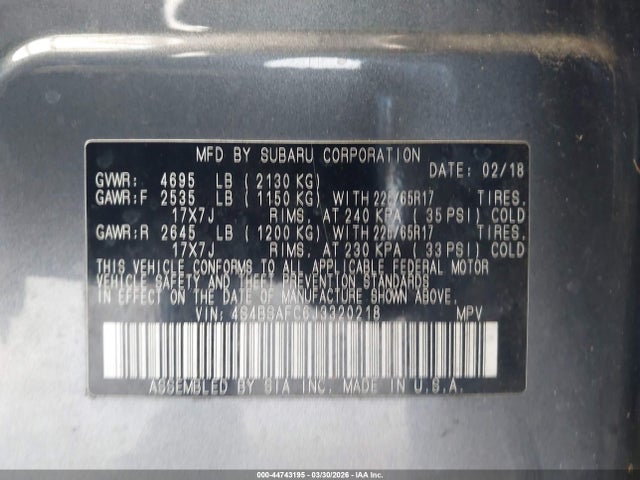 MFD BY SUBARU CORPORATION
DATE: 02/18
GVWR: 4695 LB (2130 KG)
GAWR:F 2535 LB (1150 KG) WITH 225/65R17 TIRES,
17X7J RIMS, AT 240 KPA (35 PSI) COLD
GAWR:R 2645 LB (1200 KG) WITH 225/65R17 TIRES,
17X7J RIMS, AT 230 KPA (33 PSI) COLD
THIS VEHICLE CONFORMS TO ALL APPLICABLE FEDERAL MOTOR
VEHICLE SAFETY AND THEFT PREVENTION STANDARDS
IN EFFECT ON THE DATE OF MANUFACTURE SHOWN ABOVE.
VIN: 4S4BSAFC6J3320218 MPV
ASSEMBLED BY SIA INC. MADE IN U.S.A.
000-44743195 - 03/30/2026 - IAAI, Inc.